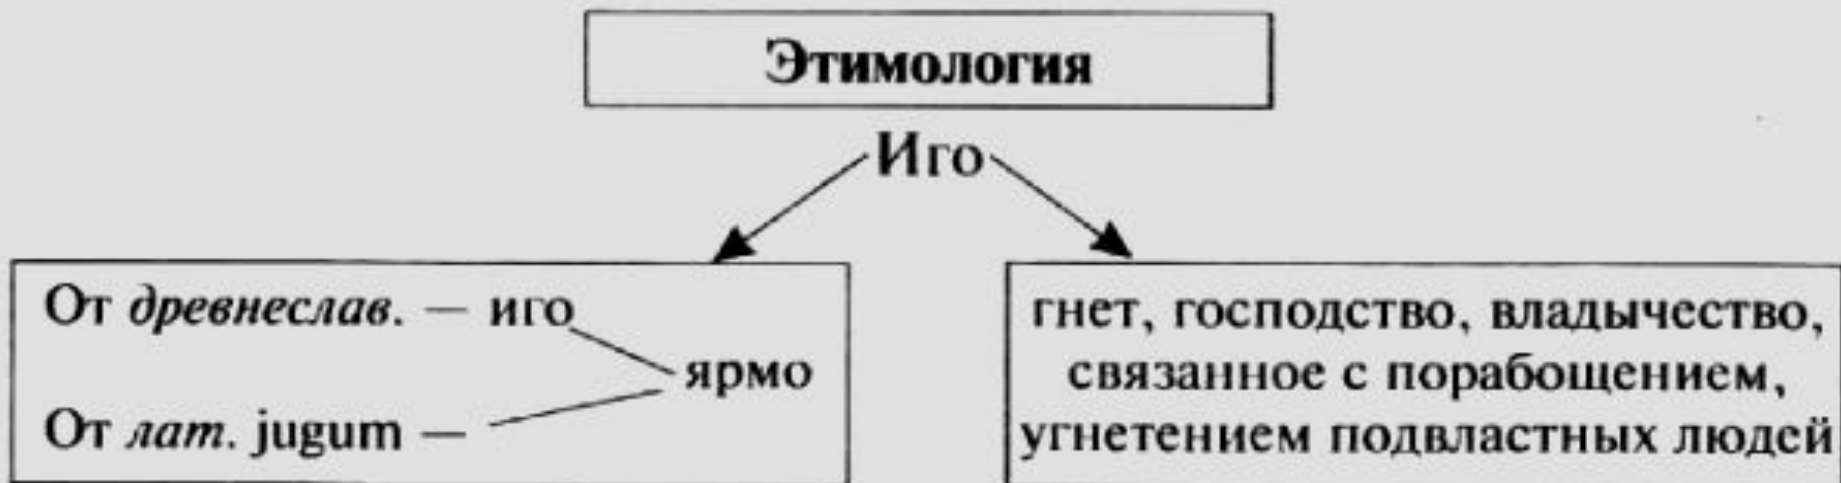 Этимология
Иго
От древнеслав. — иго
ярмо
От лат. jugum —
гнет, господство, владычество,
связанное с порабощением,
угнетением подвластных людей